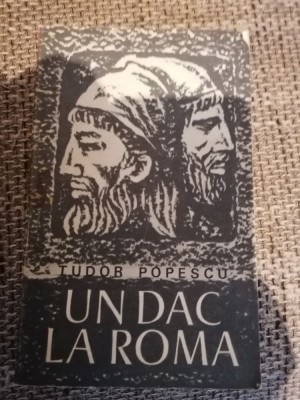 TUDOR POPESCU
UN DAC
LA ROMA